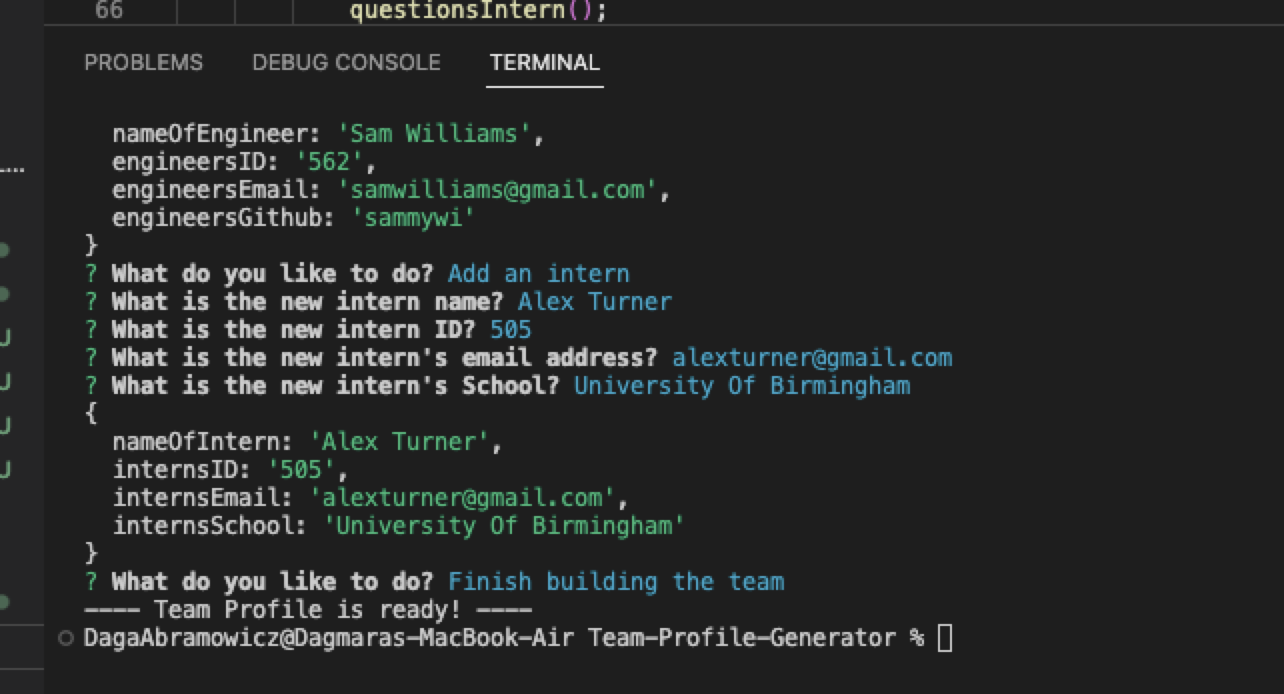 66 questionsIntern();
PROBLEMS DEBUG CONSOLE TERMINAL
nameOfEngineer: 'Sam Williams',
engineersID: '562',
engineersEmail: 'samwilliams@gmail.com',
engineersGithub: 'sammywi'
}
? What do you like to do? Add an intern
? What is the new intern name? Alex Turner
? What is the new intern ID? 505
? What is the new intern's email address? alexturner@gmail.com
? What is the new intern's School? University Of Birmingham
{
nameOfIntern: 'Alex Turner',
internsID: '505',
internsEmail: 'alexturner@gmail.com',
internsSchool: 'University Of Birmingham'
}
? What do you like to do? Finish building the team
---- Team Profile is ready! ----
DagaAbramowicz@Dagmaras-MacBook-Air Team-Profile-Generator %